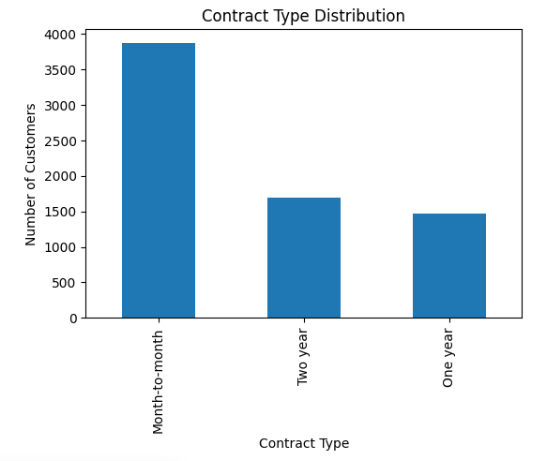 Contract Type Distribution
Number of Customers
4000
3500
3000
2500
2000
1500
1000
500
0
Month-to-month
Two year
One year
Contract Type